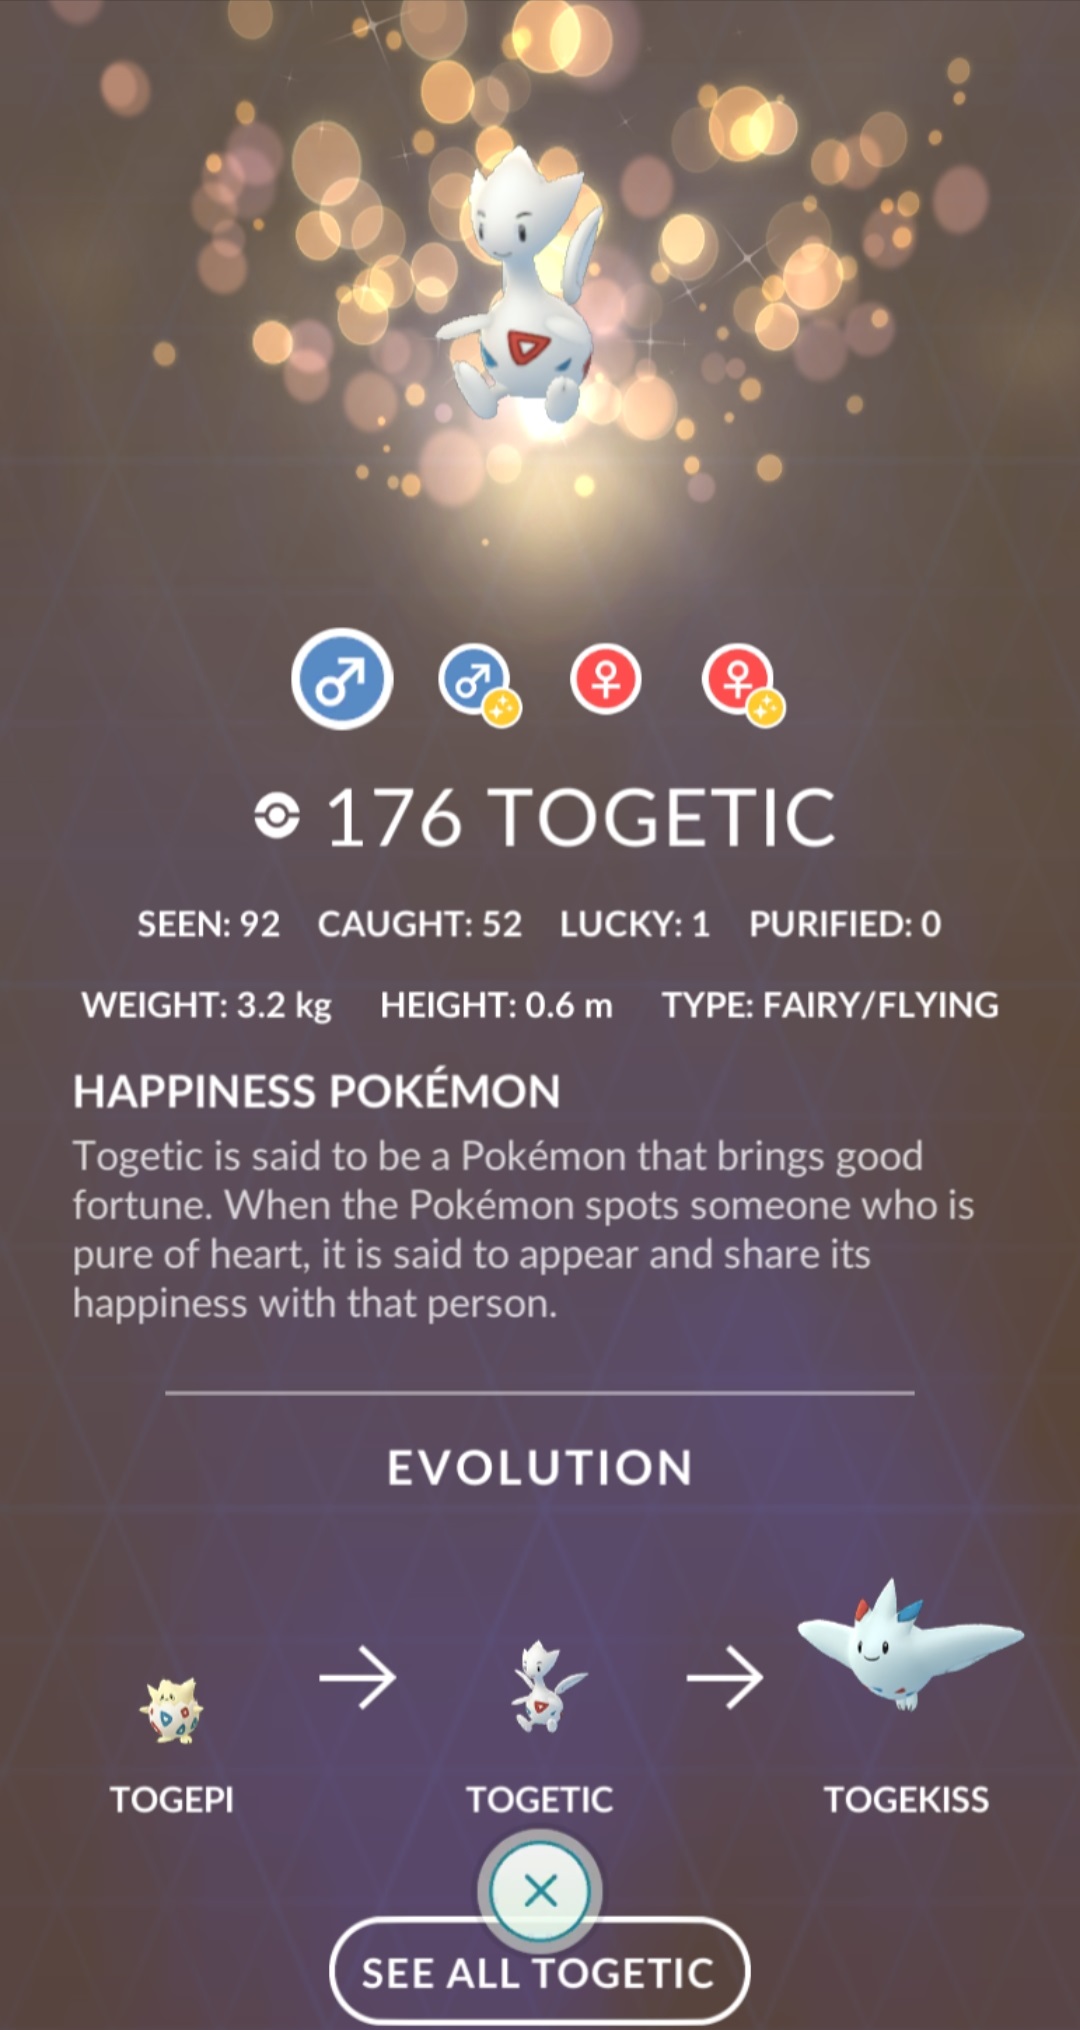 176 TOGETIC
SEEN: 92 CAUGHT: 52 LUCKY: 1 PURIFIED: 0
WEIGHT: 3.2 kg HEIGHT: 0.6 m TYPE: FAIRY/FLYING
HAPPINESS POKÉMON
Togetic is said to be a Pokémon that brings good
fortune. When the Pokémon spots someone who is
pure of heart, it is said to appear and share its
happiness with that person.
EVOLUTION
TOGEPI TOGETIC TOGEKISS
SEE ALL TOGETIC